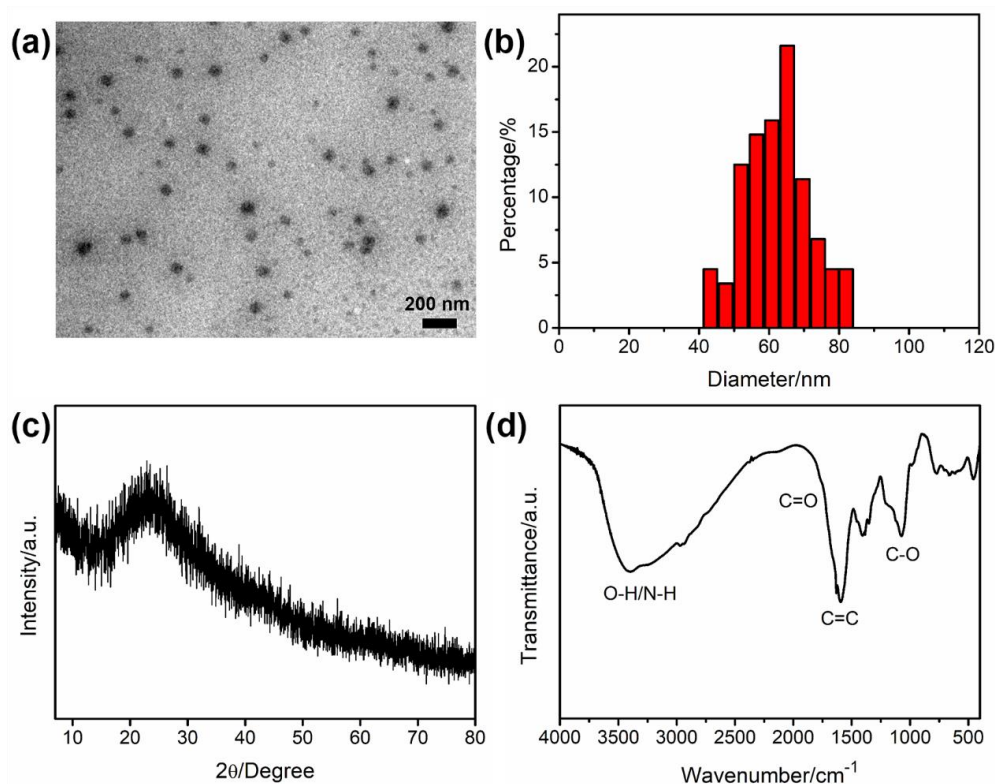 (a)
200 nm
(b)
Percentage/%
20
15
10
5
0
0 20 40 60 80 100 120
Diameter/nm
(c)
Intensity/a.u.
10 20 30 40 50 60 70 80
2θ/Degree
(d)
Transmittance/a.u.
C=O
O-H/N-H
C-O
C=C
4000 3500 3000 2500 2000 1500 1000 500
Wavenumber/cm⁻¹